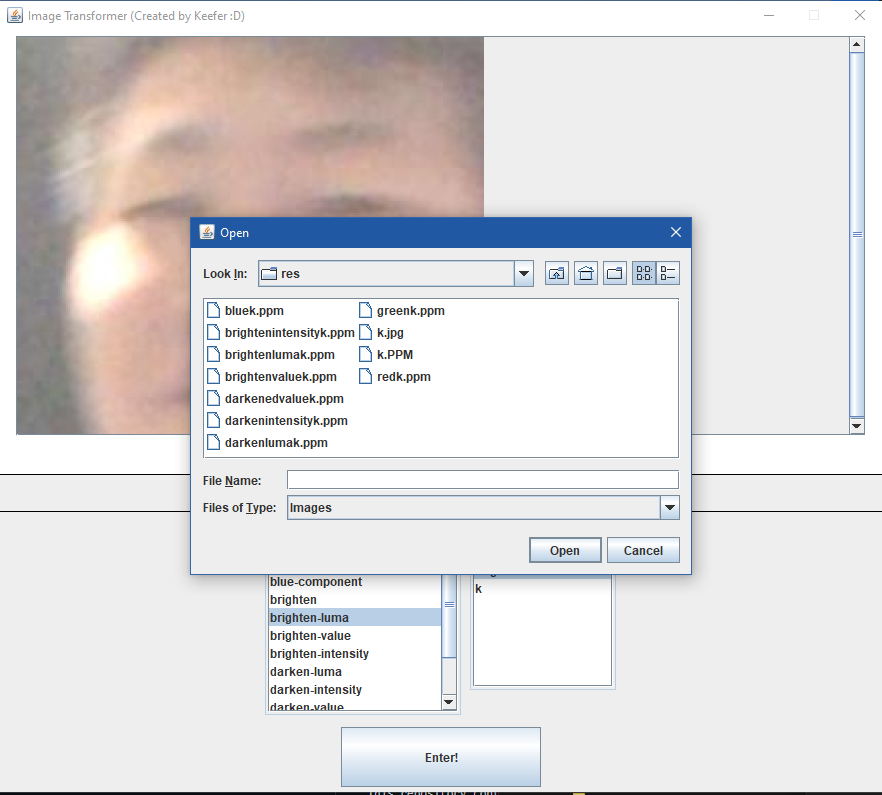 Image Transformer (Created by Keefer :D)
Open
Look In: res
bluek.ppm
brightenintensityk.ppm
brightenlumak.ppm
brightenvaluek.ppm
darkenedvaluek.ppm
darkenintensityk.ppm
darkenlumak.ppm
greenk.ppm
k.jpg
k.PPM
redk.ppm
File Name:
Files of Type: Images
Open Cancel
blue-component
brighten
brighten-luma
brighten-value
brighten-intensity
darken-luma
darken-intensity
darken-value
k
Enter!